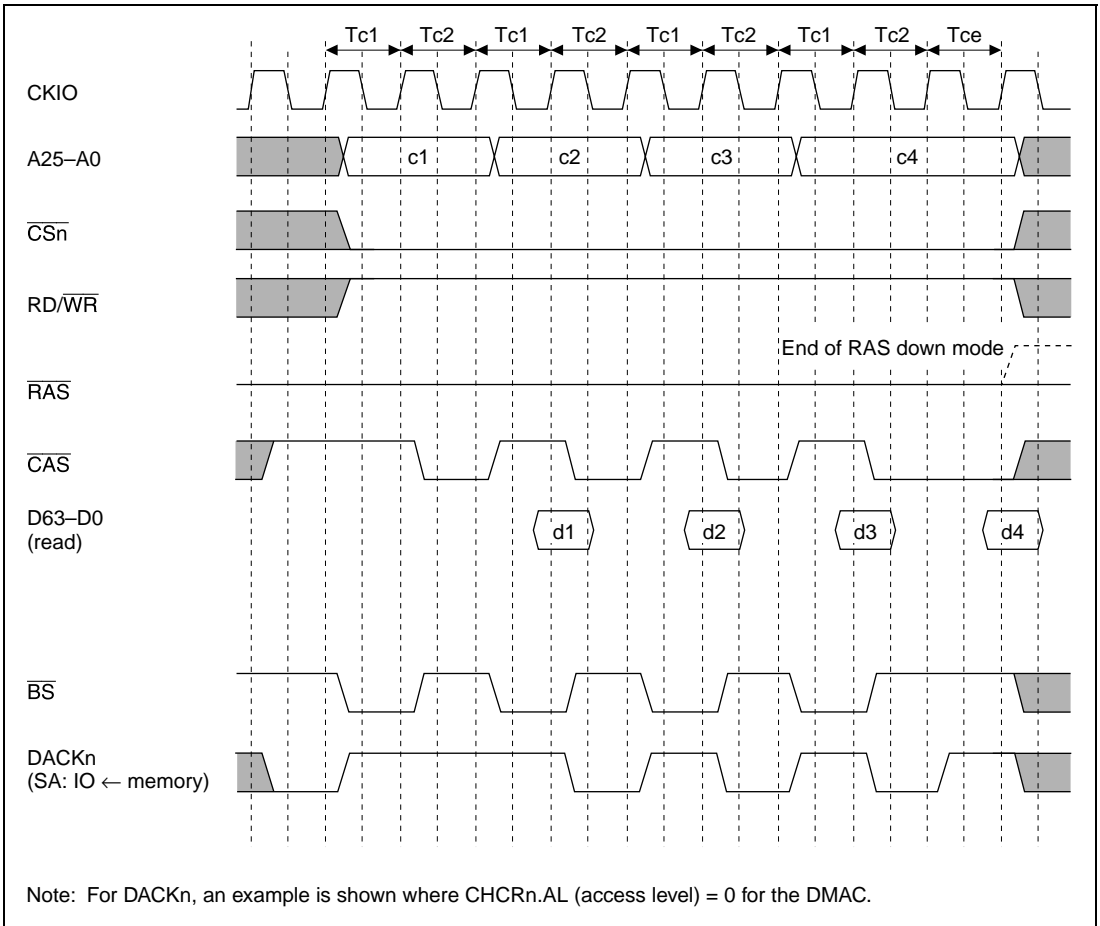 Tc1 Tc2 Tc1 Tc2 Tc1 Tc2 Tc1 Tc2 Tce
CKIO
A25–A0 c1 c2 c3 c4
CSn
RD/WR
End of RAS down mode
RAS
CAS
D63–D0
(read) d1 d2 d3 d4
BS
DACKn
(SA: IO ← memory)
Note: For DACKn, an example is shown where CHCRn.AL (access level) = 0 for the DMAC.